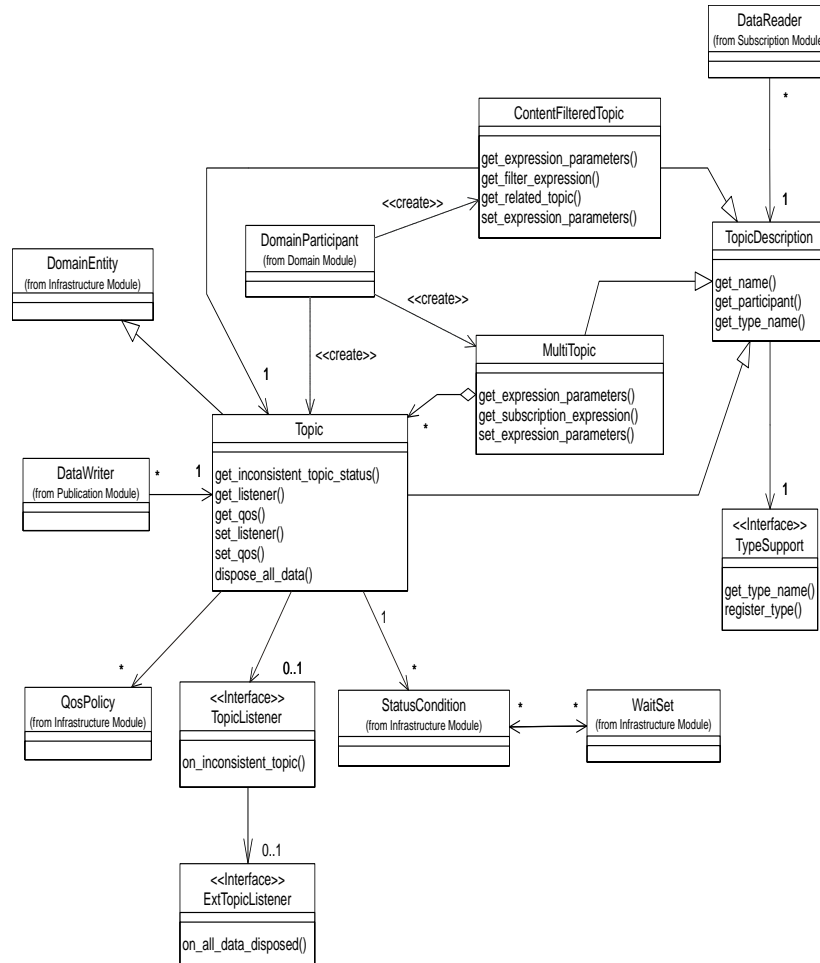 DataReader
(from Subscription Module)
*
1
ContentFilteredTopic
get_expression_parameters()
get_filter_expression()
get_related_topic()
set_expression_parameters()
<<create>>
DomainParticipant
(from Domain Module)
TopicDescription
get_name()
get_participant()
get_type_name()
DomainEntity
(from Infrastructure Module)
<<create>>
<<create>>
MultiTopic
get_expression_parameters()
get_subscription_expression()
set_expression_parameters()
1
*
Topic
get_inconsistent_topic_status()
get_listener()
get_qos()
set_listener()
set_qos()
dispose_all_data()
DataWriter
(from Publication Module)
*
1
1
<<Interface>>
TypeSupport
get_type_name()
register_type()
*
0..1
1
*
QosPolicy
(from Infrastructure Module)
<<Interface>>
TopicListener
on_inconsistent_topic()
StatusCondition
(from Infrastructure Module)
*
*
WaitSet
(from Infrastructure Module)
0..1
<<Interface>>
ExtTopicListener
on_all_data_disposed()